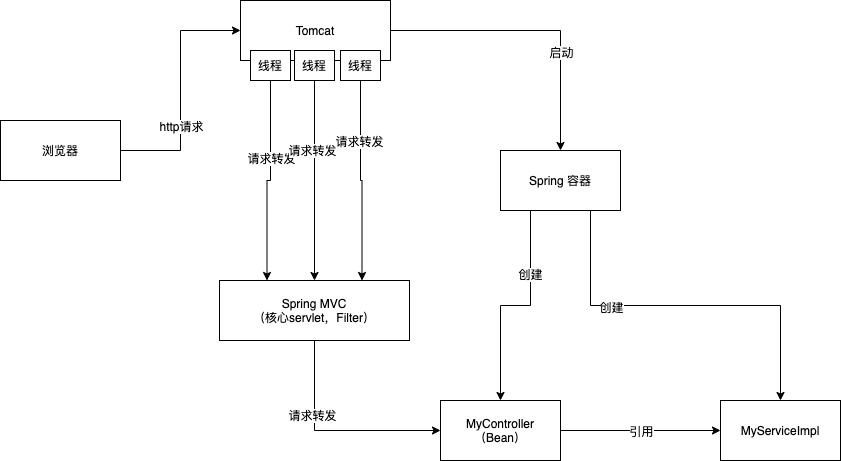 Tomcat
线程
线程
线程
启动
http请求
请求转发
请求转发
请求转发
浏览器
Spring 容器
创建
创建
Spring MVC
（核心servlet，Filter）
请求转发
MyController
（Bean）
引用
MyServiceImpl